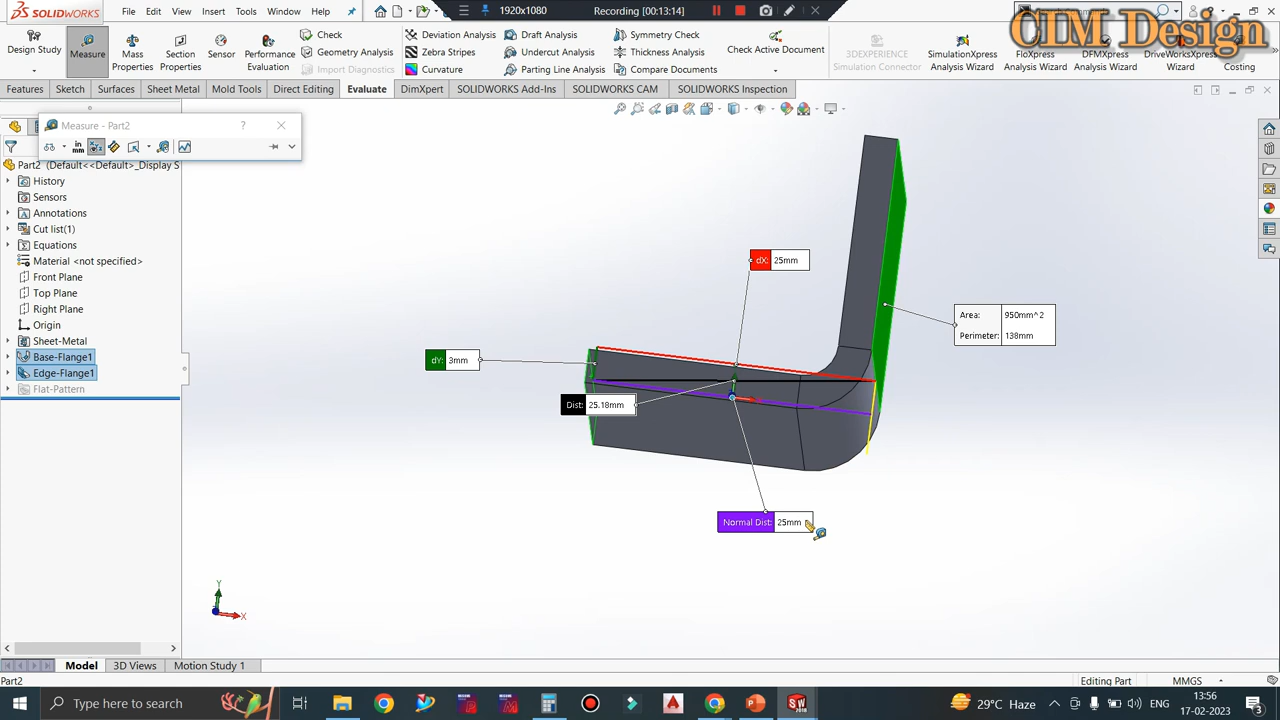 SOLIDWORKS
File Edit View Insert
1920x1080
Recording [00:13:14]
CIM Design
Design Study
Measure
Mass Properties
Section Properties
Sensor
Performance Evaluation
Check
Geometry Analysis
Import Diagnostics
Deviation Analysis
Zebra Stripes
Curvature
Draft Analysis
Undercut Analysis
Parting Line Analysis
Symmetry Check
Thickness Analysis
Compare Documents
Check Active Document
3DEXPERIENCE Simulation Connector
SimulationXpress Analysis Wizard
FloXpress Analysis Wizard
DFMXpress Analysis Wizard
DriveWorksXpress Wizard
Costing
Features Sketch Surfaces Sheet Metal Mold Tools Direct Editing Evaluate DimXpert SOLIDWORKS Add-Ins SOLIDWORKS CAM SOLIDWORKS Inspection
Measure - Part2
?
in mm
Part2 (Default<<Default>_Display S
History
Sensors
Annotations
Cut list(1)
Equations
Material <not specified>
Front Plane
Top Plane
Right Plane
Origin
Sheet-Metal
Base-Flange1
Edge-Flange1
Flat-Pattern
dX: 25mm
Area: 950mm^2
Perimeter: 138mm
dY: 3mm
Dist: 25.18mm
Normal Dist: 25mm
Y
X
Model 3D Views Motion Study 1
Part2
Editing Part
MMGS
Type here to search
29°C Haze
ENG
13:56
17-02-2023
3